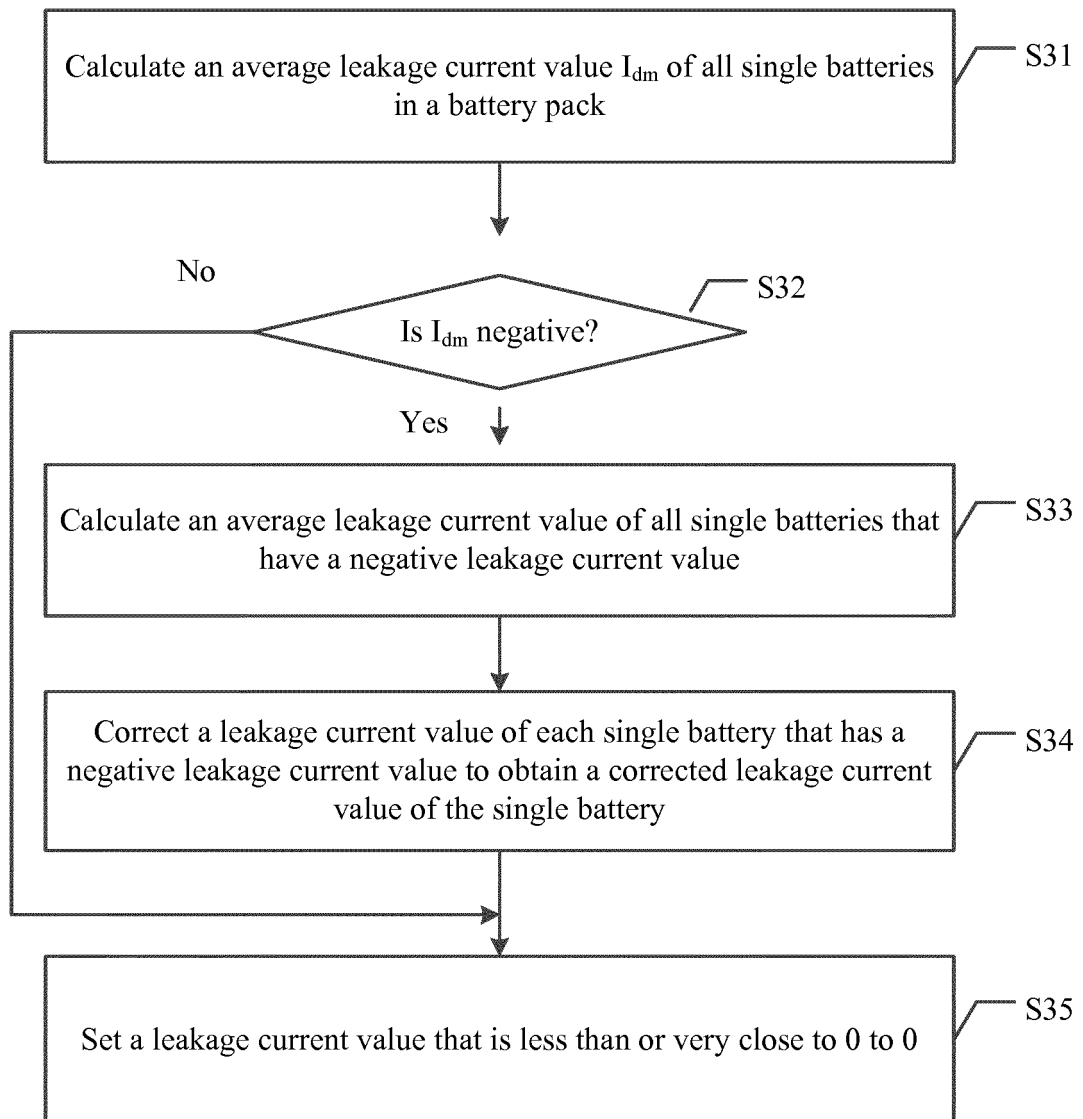 Calculate an average leakage current value Idm of all single batteries
in a battery pack
S31
No
S32
Is Idm negative?
Yes
Calculate an average leakage current value of all single batteries that
have a negative leakage current value
S33
Correct a leakage current value of each single battery that has a
negative leakage current value to obtain a corrected leakage current
value of the single battery
S34
Set a leakage current value that is less than or very close to 0 to 0
S35